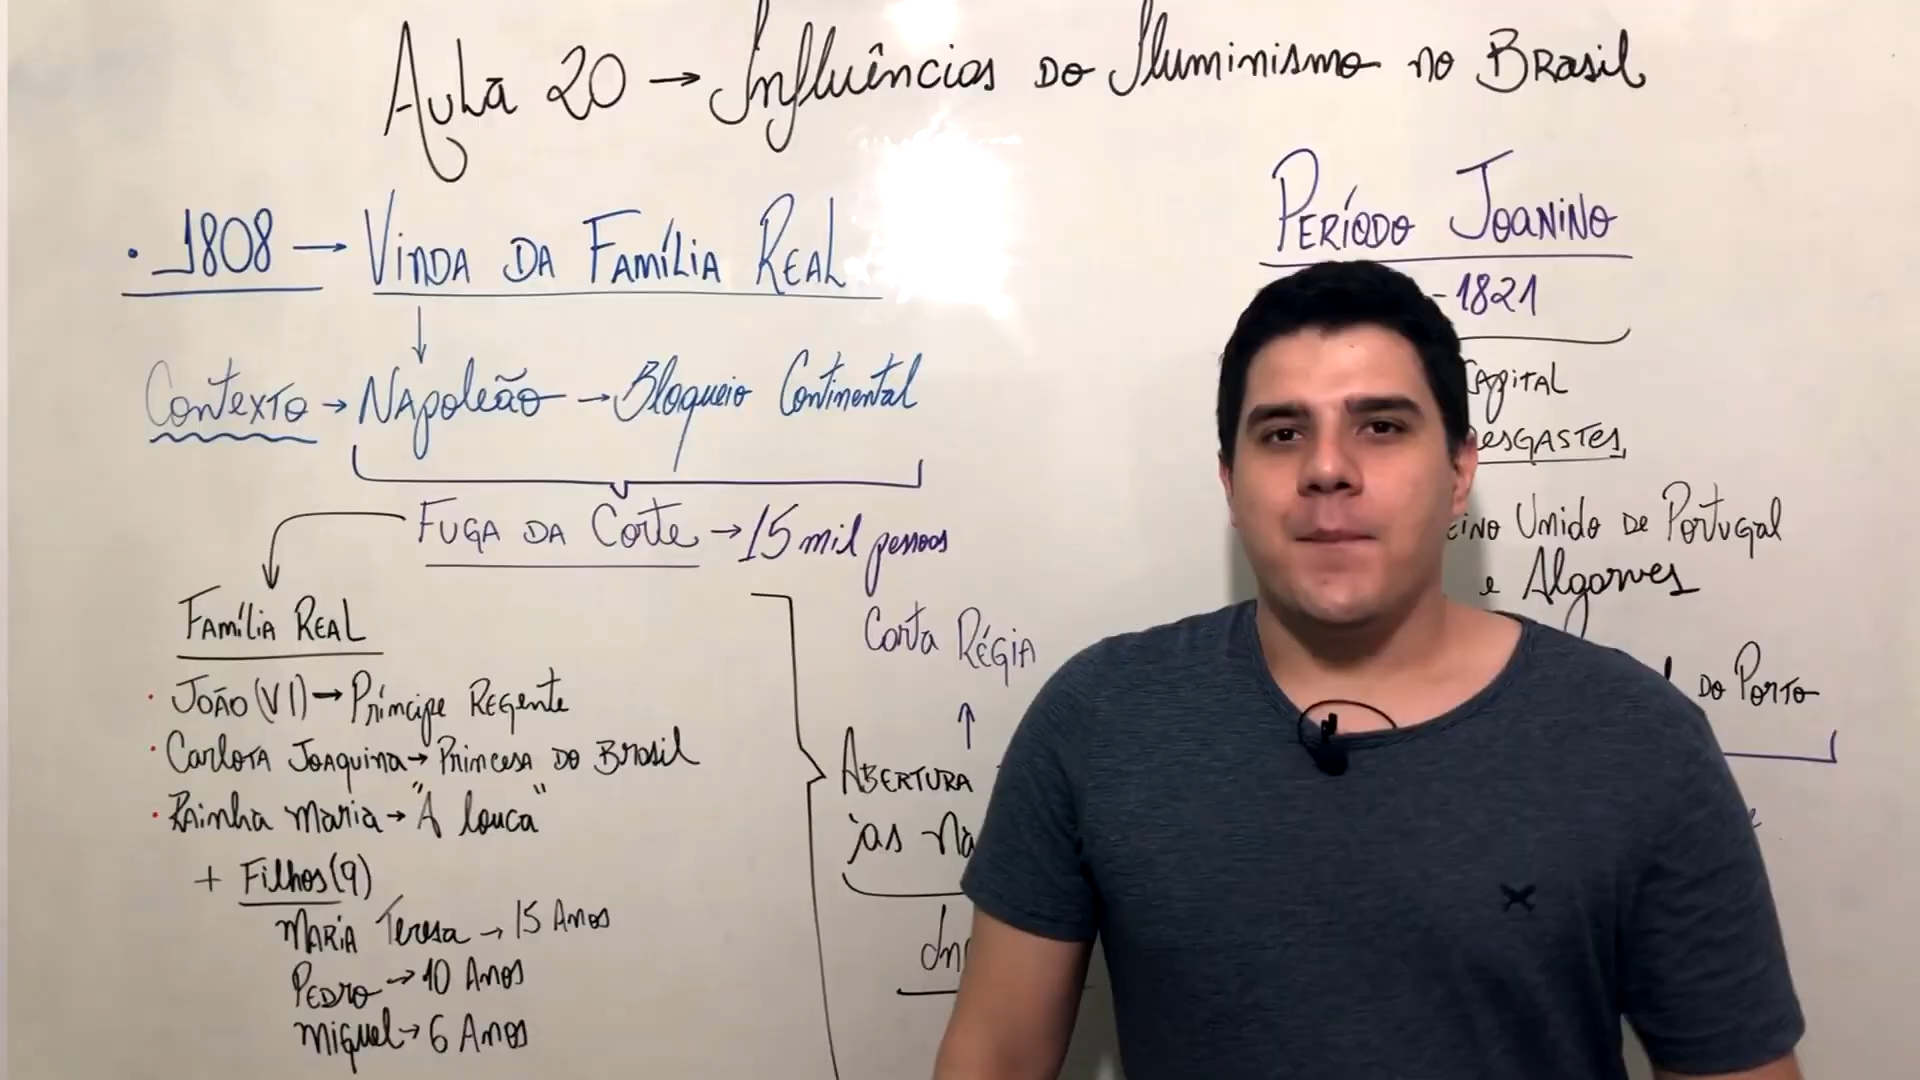 Aula 20 → Influências do Iluminismo no Brasil
• 1808 → Vinda da Família Real
Contexto → Napoleão → Bloqueio Continental
Fuga da Corte → 15 mil pessoas
Família Real
• João (VI) → Príncipe Regente
• Carlota Joaquina → Princesa do Brasil
• Rainha Maria → "A louca"
+ Filhos (9)
Maria Teresa → 15 Anos
Pedro → 10 Anos
Miguel → 6 Anos
Carta Régia
↑
Abertura
às Na
Período Joanino
-1821
Capital
Desgastes
Unido de Portugal
e Algarves
do Porto